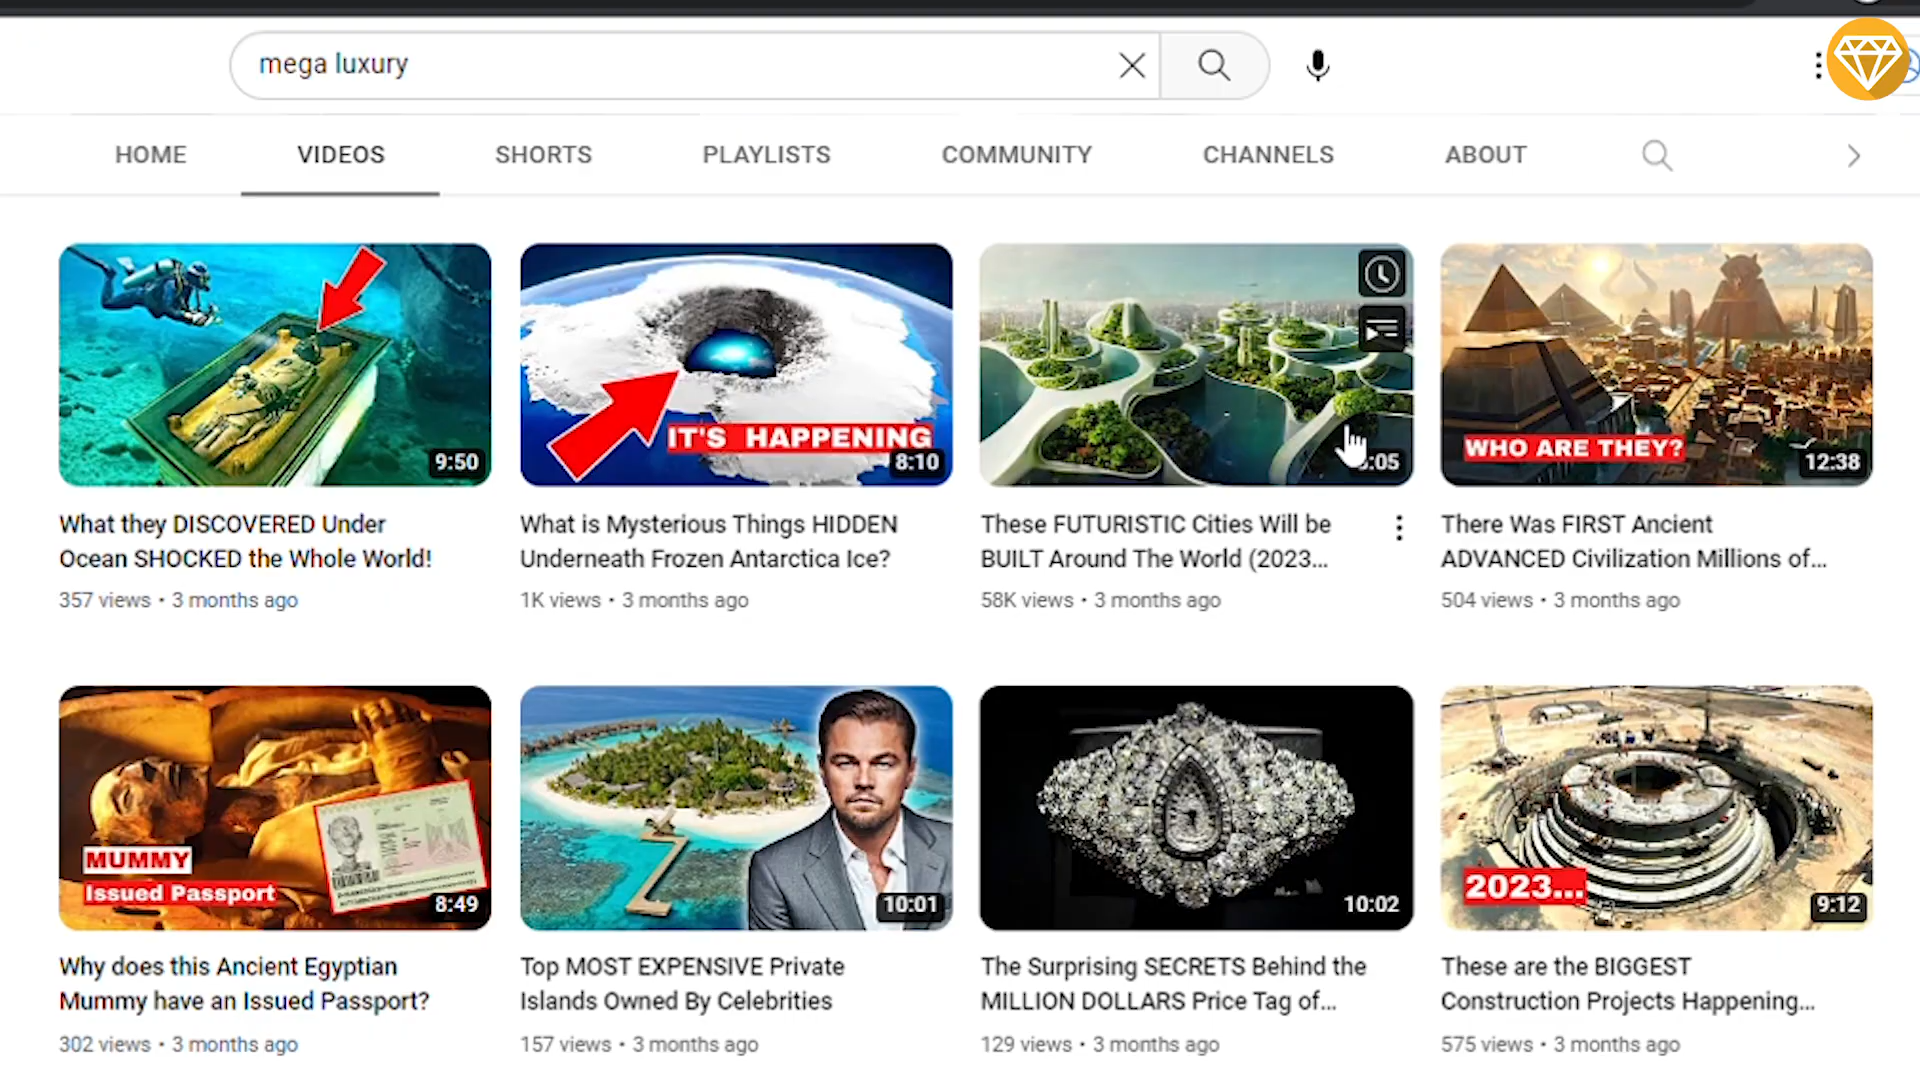 mega luxury
HOME VIDEOS SHORTS PLAYLISTS COMMUNITY CHANNELS ABOUT
9:50
IT'S HAPPENING
8:10
:05
WHO ARE THEY?
12:38
What they DISCOVERED Under
Ocean SHOCKED the Whole World!
357 views • 3 months ago
What is Mysterious Things HIDDEN
Underneath Frozen Antarctica Ice?
1K views • 3 months ago
These FUTURISTIC Cities Will be
BUILT Around The World (2023...
58K views • 3 months ago
There Was FIRST Ancient
ADVANCED Civilization Millions of...
504 views • 3 months ago
MUMMY
Issued Passport
8:49
10:01
10:02
2023...
9:12
Why does this Ancient Egyptian
Mummy have an Issued Passport?
302 views • 3 months ago
Top MOST EXPENSIVE Private
Islands Owned By Celebrities
157 views • 3 months ago
The Surprising SECRETS Behind the
MILLION DOLLARS Price Tag of...
129 views • 3 months ago
These are the BIGGEST
Construction Projects Happening...
575 views • 3 months ago